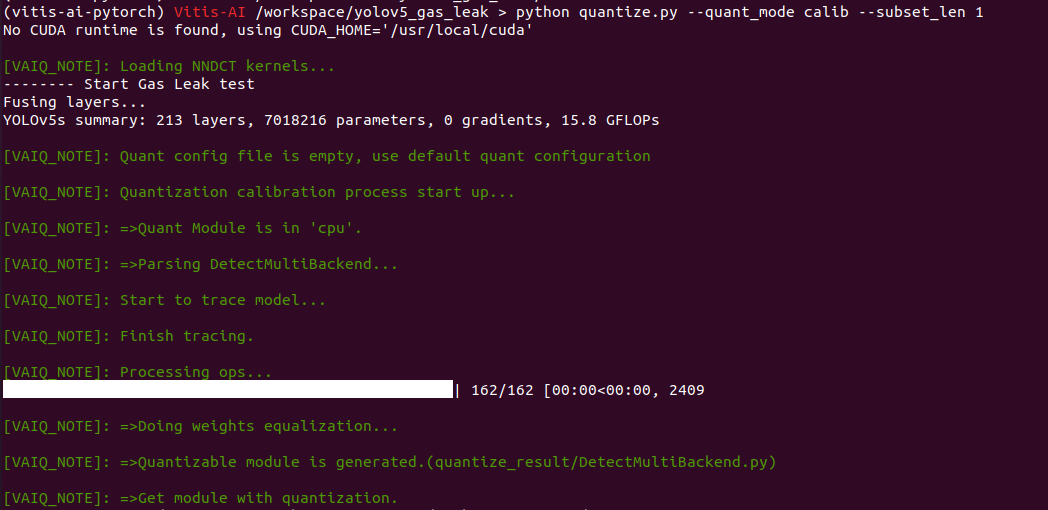 (vitis-ai-pytorch) Vitis-AI /workspace/yolov5_gas_leak > python quantize.py --quant_mode calib --subset_len 1
No CUDA runtime is found, using CUDA_HOME='/usr/local/cuda'
[VAIQ_NOTE]: Loading NNDCT kernels...
-------- Start Gas Leak test
Fusing layers...
YOLOv5s summary: 213 layers, 7018216 parameters, 0 gradients, 15.8 GFLOPs
[VAIQ_NOTE]: Quant config file is empty, use default quant configuration
[VAIQ_NOTE]: Quantization calibration process start up...
[VAIQ_NOTE]: =>Quant Module is in 'cpu'.
[VAIQ_NOTE]: =>Parsing DetectMultiBackend...
[VAIQ_NOTE]: Start to trace model...
[VAIQ_NOTE]: Finish tracing.
[VAIQ_NOTE]: Processing ops...
| 162/162 [00:00<00:00, 2409
[VAIQ_NOTE]: =>Doing weights equalization...
[VAIQ_NOTE]: =>Quantizable module is generated.(quantize_result/DetectMultiBackend.py)
[VAIQ_NOTE]: =>Get module with quantization.